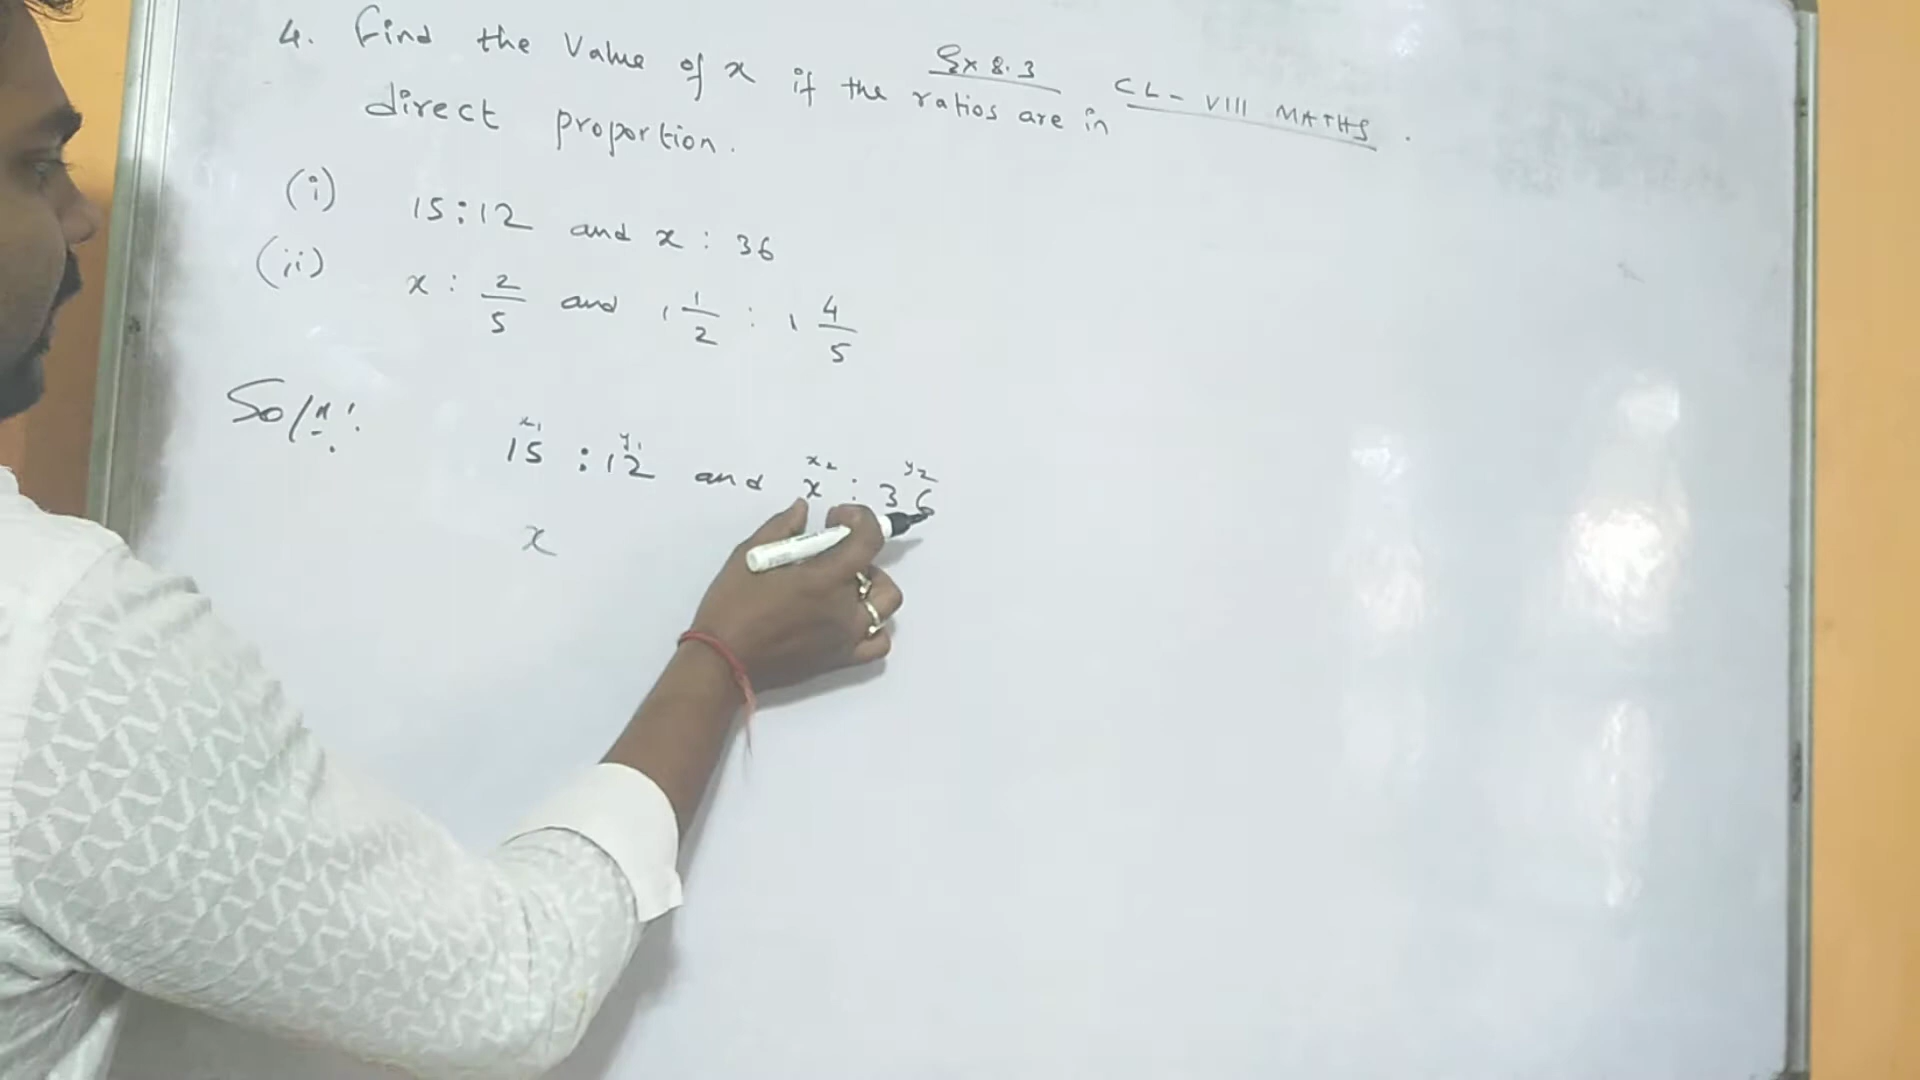 Ex 8.3
CL- VIII MATHS.
4. Find the Value of x if the ratios are in
direct proportion.
(i) 15:12 and x : 36
(ii) x : 2/5 and 1 1/2 : 1 4/5
Sol/n:
x1 y1 x2 y2
15 : 12 and x : 36
x